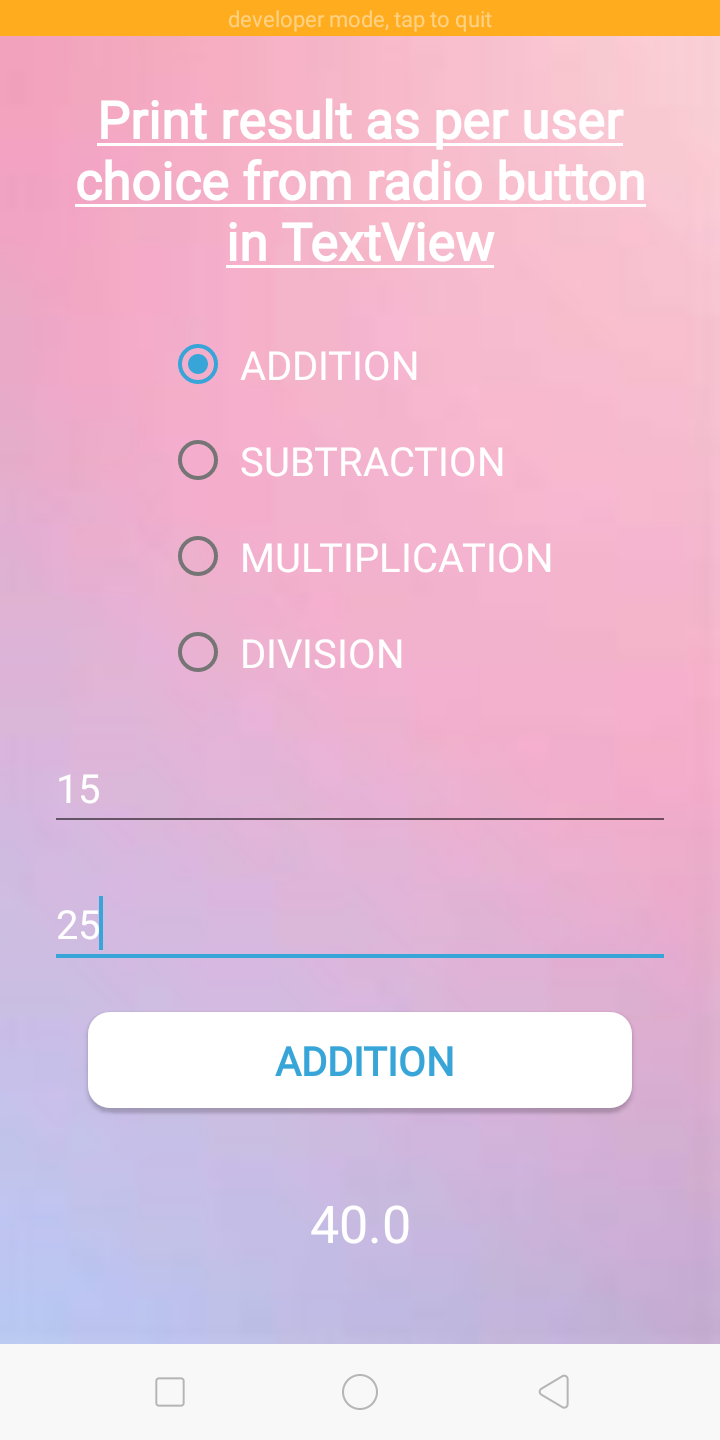 developer mode, tap to quit
Print result as per user
choice from radio button
in TextView
ADDITION
SUBTRACTION
MULTIPLICATION
DIVISION
15
25
ADDITION
40.0